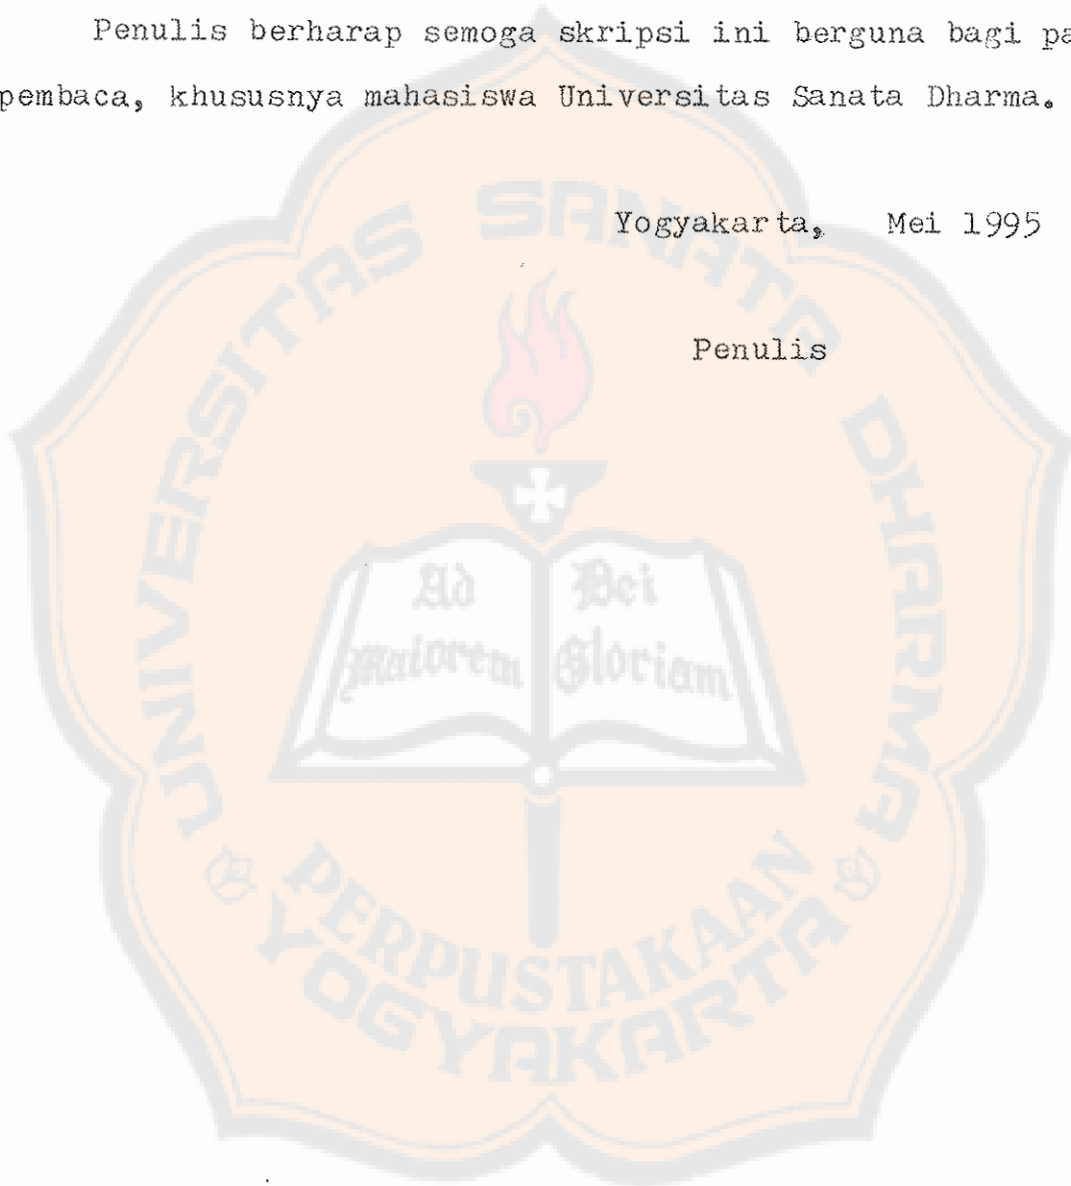 Penulis berharap semoga skripsi ini berguna bagi pa
pembaca, khususnya mahasiswa Universitas Sanata Dharma.
Yogyakarta, Mei 1995
Penulis
UNIVERSITAS SANATA DHARMA
Ad Dei
Maiorem Gloriam
PERPUSTAKAAN
YOGYAKARTA